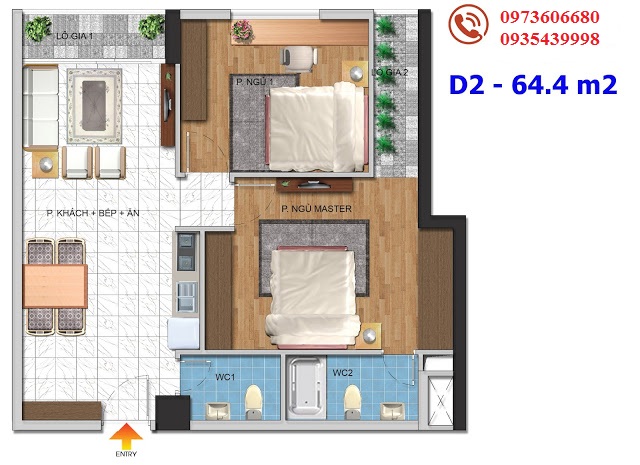 0973606680
0935439998
D2 - 64.4 m2
LÔ GIA 1
P. NGỦ 1
LÔ GIA 2
P. KHÁCH + BẾP + ĂN
P. NGỦ MASTER
WC1
WC2
ENTRY